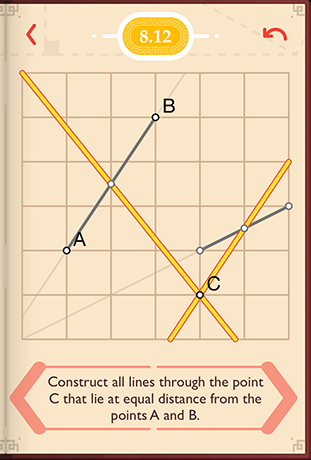 8.12
B
A
C
Construct all lines through the point
C that lie at equal distance from the
points A and B.